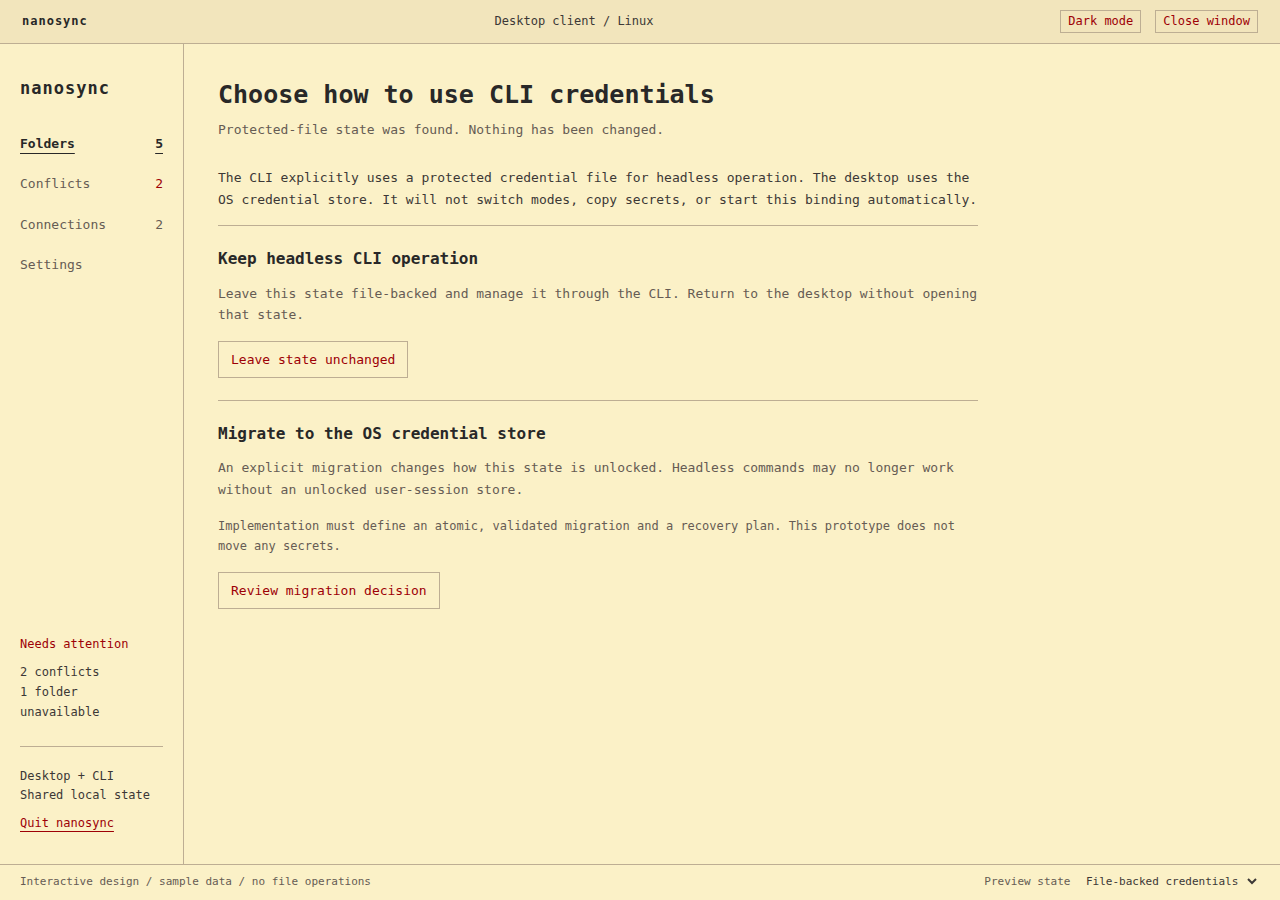 nanosync
Desktop client / Linux
Dark mode
Close window
nanosync
Folders 5
Conflicts 2
Connections 2
Settings
Needs attention
2 conflicts
1 folder
unavailable
Desktop + CLI
Shared local state
Quit nanosync
Choose how to use CLI credentials
Protected-file state was found. Nothing has been changed.
The CLI explicitly uses a protected credential file for headless operation. The desktop uses the
OS credential store. It will not switch modes, copy secrets, or start this binding automatically.
Keep headless CLI operation
Leave this state file-backed and manage it through the CLI. Return to the desktop without opening
that state.
Leave state unchanged
Migrate to the OS credential store
An explicit migration changes how this state is unlocked. Headless commands may no longer work
without an unlocked user-session store.
Implementation must define an atomic, validated migration and a recovery plan. This prototype does not
move any secrets.
Review migration decision
Interactive design / sample data / no file operations
Preview state File-backed credentials